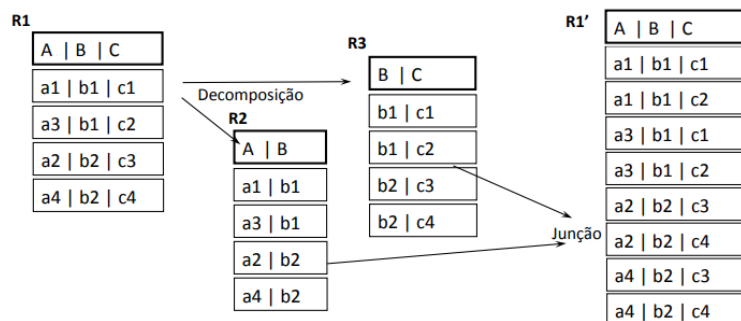 R1
A | B | C
a1 | b1 | c1
a3 | b1 | c2
a2 | b2 | c3
a4 | b2 | c4
Decomposição
R2
A | B
a1 | b1
a3 | b1
a2 | b2
a4 | b2
R3
B | C
b1 | c1
b1 | c2
b2 | c3
b2 | c4
Junção
R1'
A | B | C
a1 | b1 | c1
a1 | b1 | c2
a3 | b1 | c1
a3 | b1 | c2
a2 | b2 | c3
a2 | b2 | c4
a4 | b2 | c3
a4 | b2 | c4